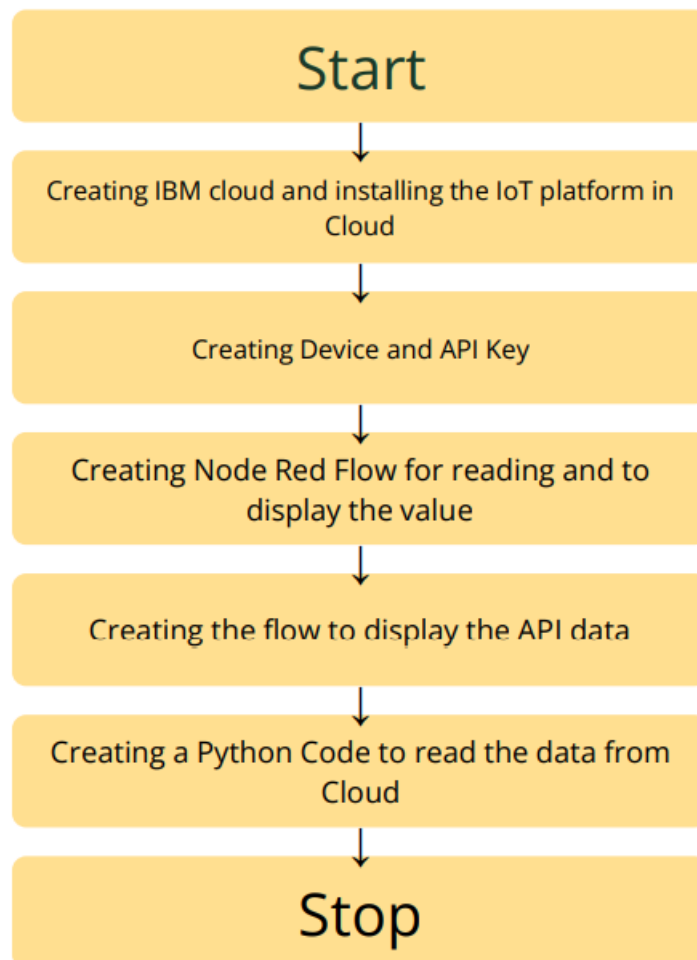 Start
Creating IBM cloud and installing the IoT platform in
Cloud
Creating Device and API Key
Creating Node Red Flow for reading and to
display the value
Creating the flow to display the API data
Creating a Python Code to read the data from
Cloud
Stop